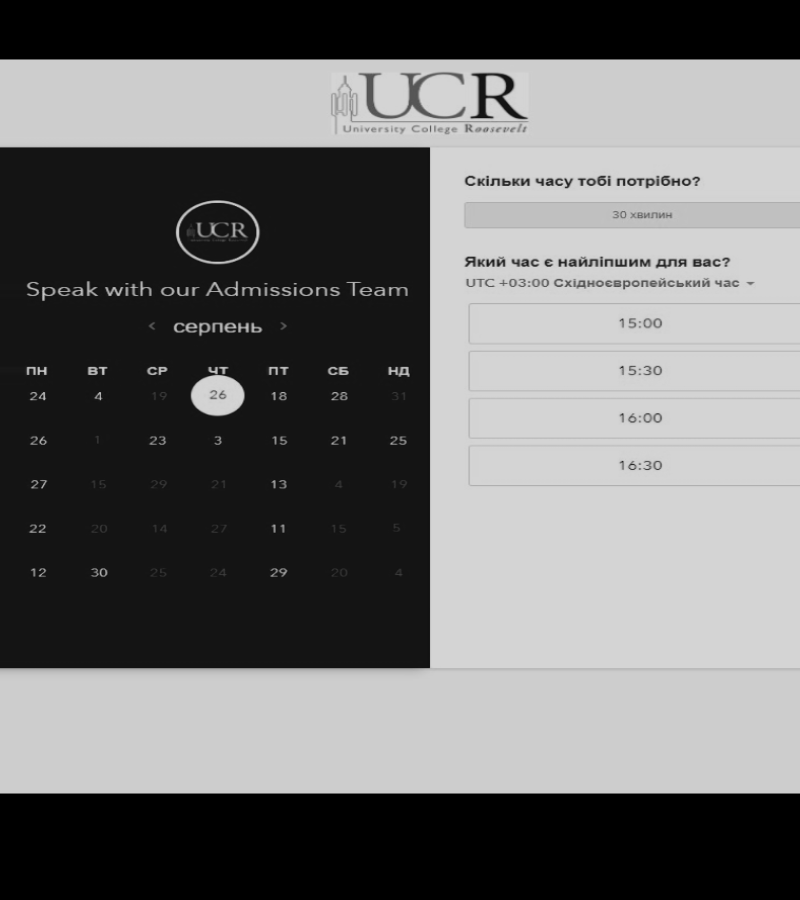 UCR
University College Roosevelt
UCR
Speak with our Admissions Team
< серпень >
ПН ВТ СР ЧТ ПТ СБ НД
24 4 19 26 18 28 31
26 1 23 3 15 21 25
27 15 29 21 13 4 19
22 20 14 27 11 15 5
12 30 25 24 29 20 4
Скільки часу тобі потрібно?
30 хвилин
Який час є найліпшим для вас?
UTC +03:00 Східноєвропейський час
15:00
15:30
16:00
16:30